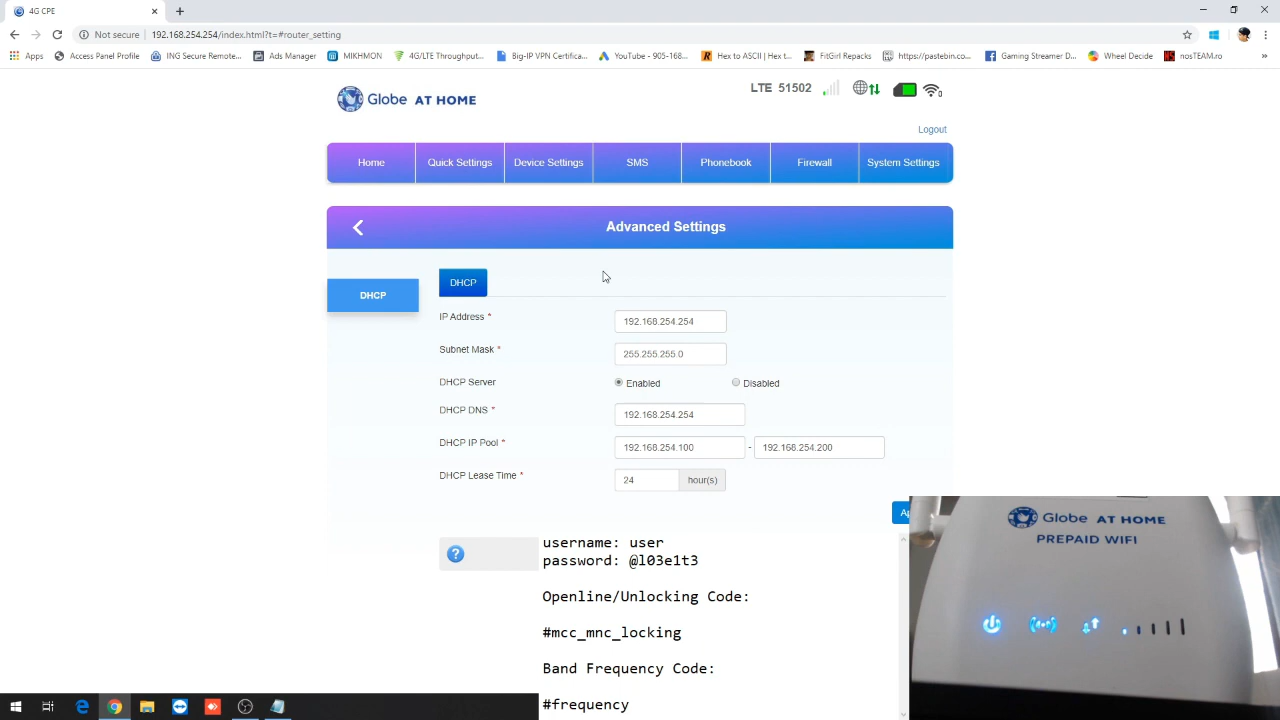 4G CPE
Not secure | 192.168.254.254/index.html?t=#router_setting
Apps Access Panel Profile ING Secure Remote... Ads Manager MIKHMON 4G/LTE Throughput... Big-IP VPN Certifica... YouTube - 905-168... Hex to ASCII | Hex t... FitGirl Repacks https://pastebin.co... Gaming Streamer D... Wheel Decide nosTEAM.ro »
Globe AT HOME
LTE 51502
0
Logout
Home Quick Settings Device Settings SMS Phonebook Firewall System Settings
Advanced Settings
DHCP
DHCP
IP Address * 192.168.254.254
Subnet Mask * 255.255.255.0
DHCP Server Enabled Disabled
DHCP DNS * 192.168.254.254
DHCP IP Pool * 192.168.254.100 - 192.168.254.200
DHCP Lease Time * 24 hour(s)
Ap
?
username: user
password: @l03e1t3
Openline/Unlocking Code:
#mcc_mnc_locking
Band Frequency Code:
#frequency
Globe AT HOME
PREPAID WIFI